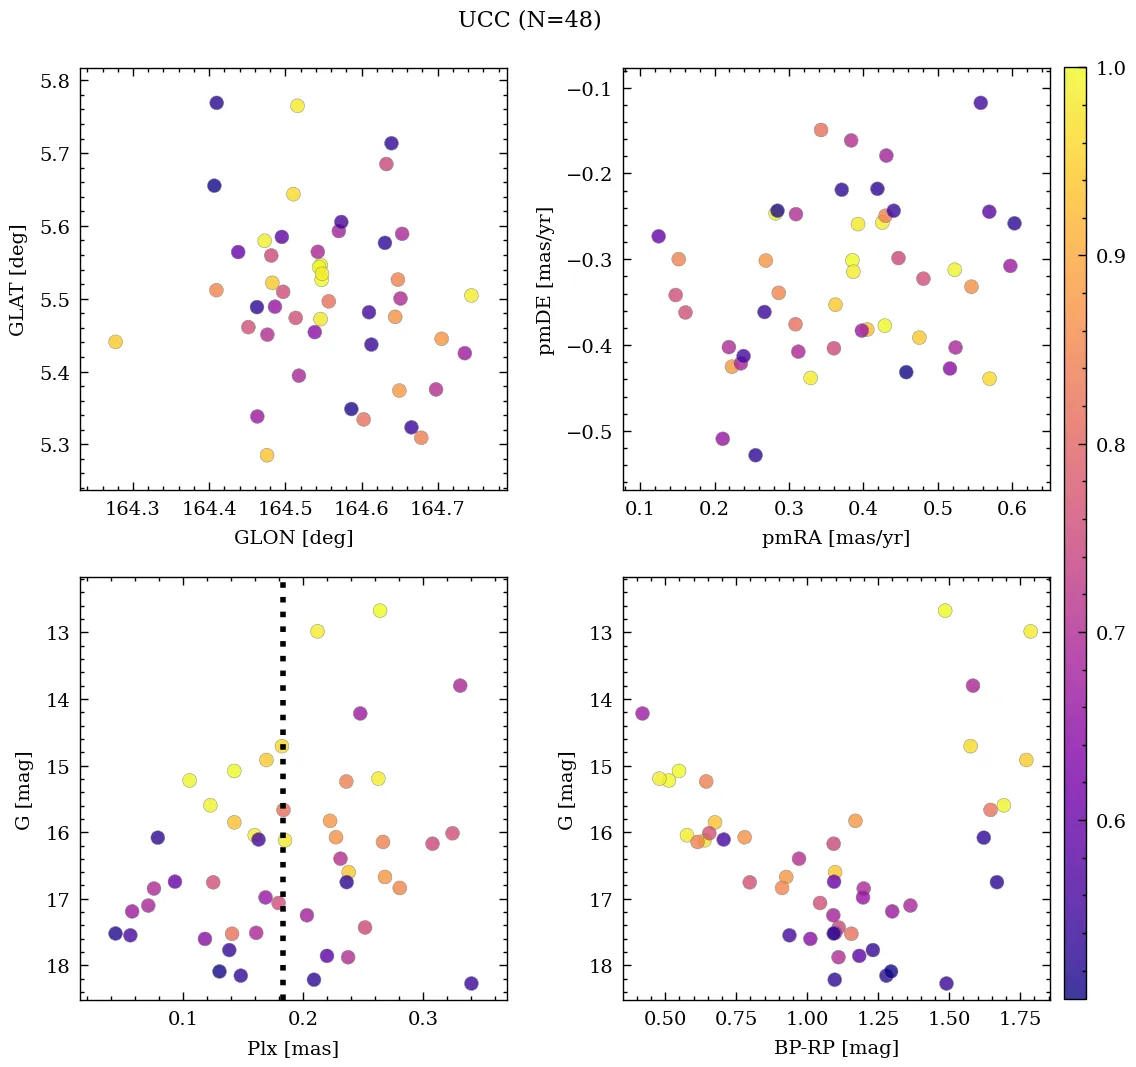 UCC (N=48)
5.8
5.7
5.6
5.5
5.4
5.3
GLAT [deg]
164.3 164.4 164.5 164.6 164.7
GLON [deg]
−0.1
−0.2
−0.3
−0.4
−0.5
pmDE [mas/yr]
0.1 0.2 0.3 0.4 0.5 0.6
pmRA [mas/yr]
13
14
15
16
17
18
G [mag]
0.1 0.2 0.3
Plx [mas]
13
14
15
16
17
18
G [mag]
0.50 0.75 1.00 1.25 1.50 1.75
BP-RP [mag]
1.0
0.9
0.8
0.7
0.6